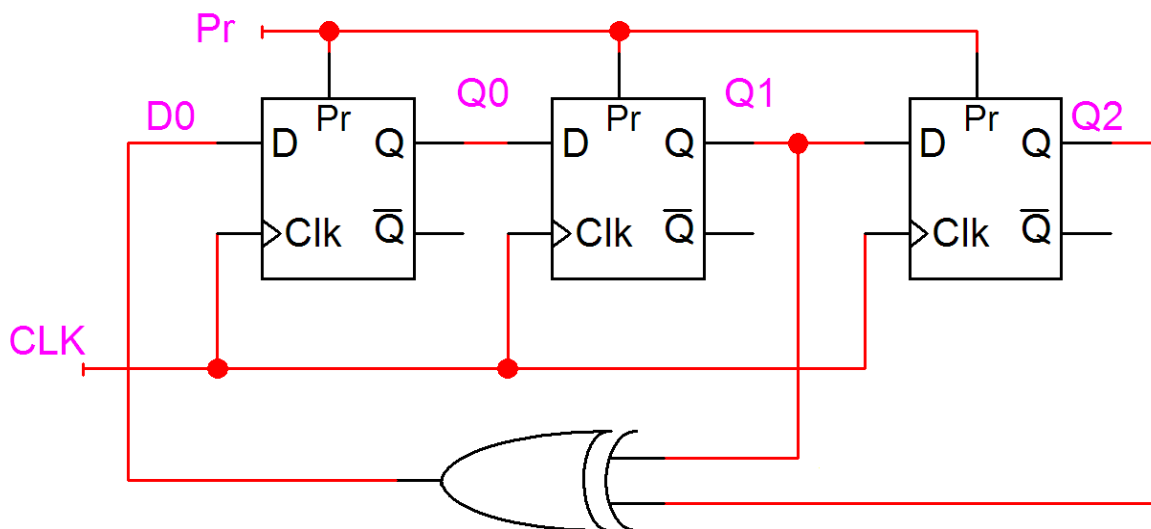 Pr
D0 Q0 Q1 Q2
Pr Pr Pr
D Q D Q D Q
Clk Q̅ Clk Q̅ Clk Q̅
CLK